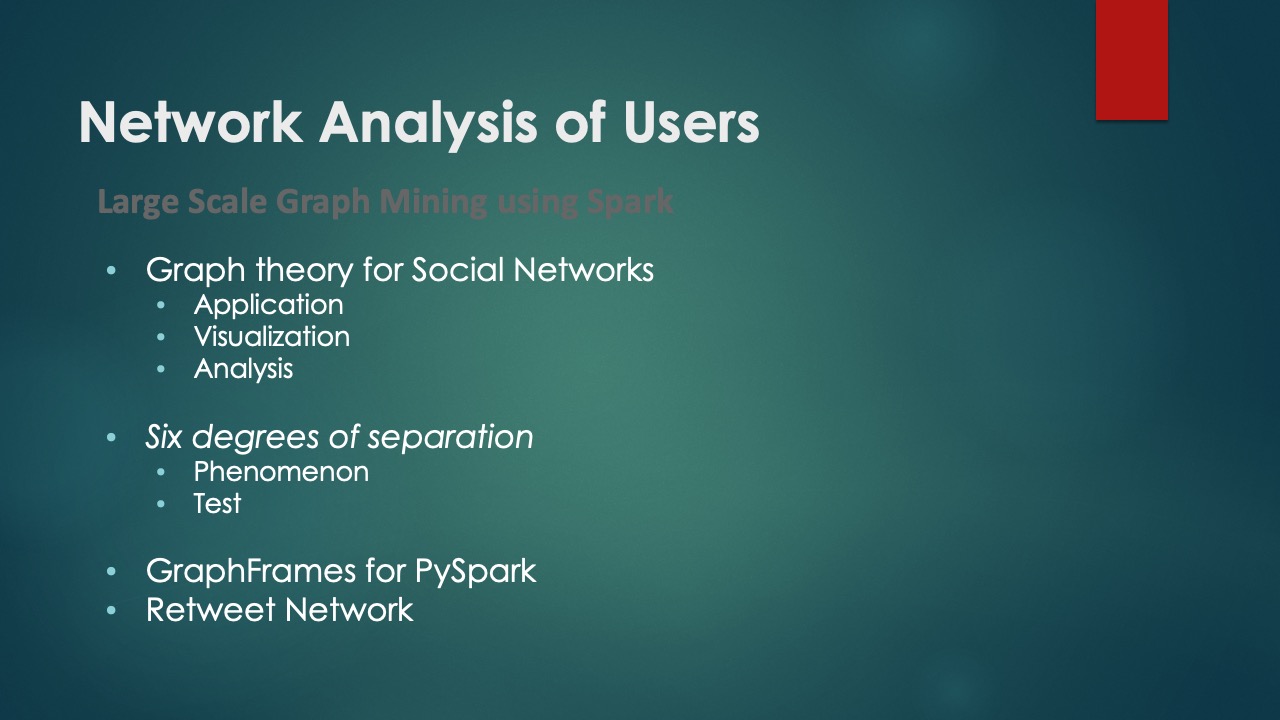 Network Analysis of Users
Large Scale Graph Mining using Spark
• Graph theory for Social Networks
• Application
• Visualization
• Analysis
• Six degrees of separation
• Phenomenon
• Test
• GraphFrames for PySpark
• Retweet Network